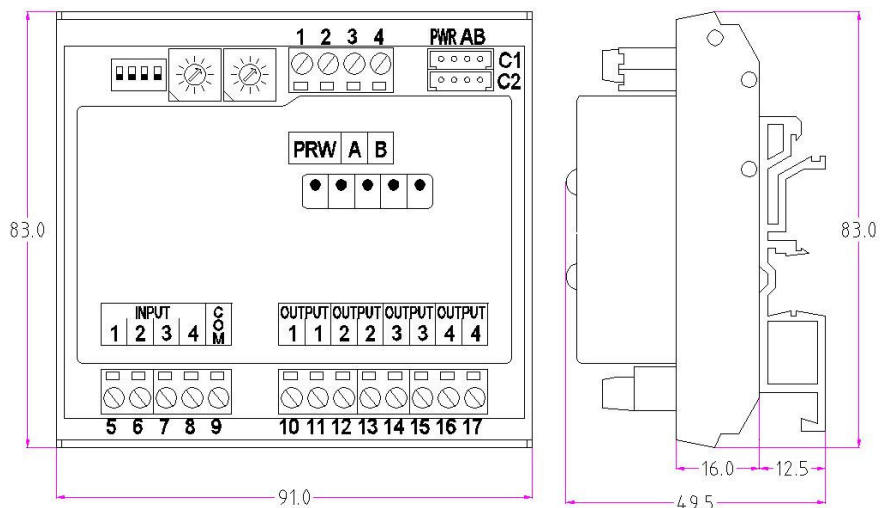 1 2 3 4
PWR AB
C1
C2
PRW A B
83.0
83.0
INPUT
1 2 3 4
COM
OUTPUT OUTPUT OUTPUT OUTPUT
1 1 2 2 3 3 4 4
5 6 7 8 9
10 11 12 13 14 15 16 17
16.0
12.5
91.0
49.5